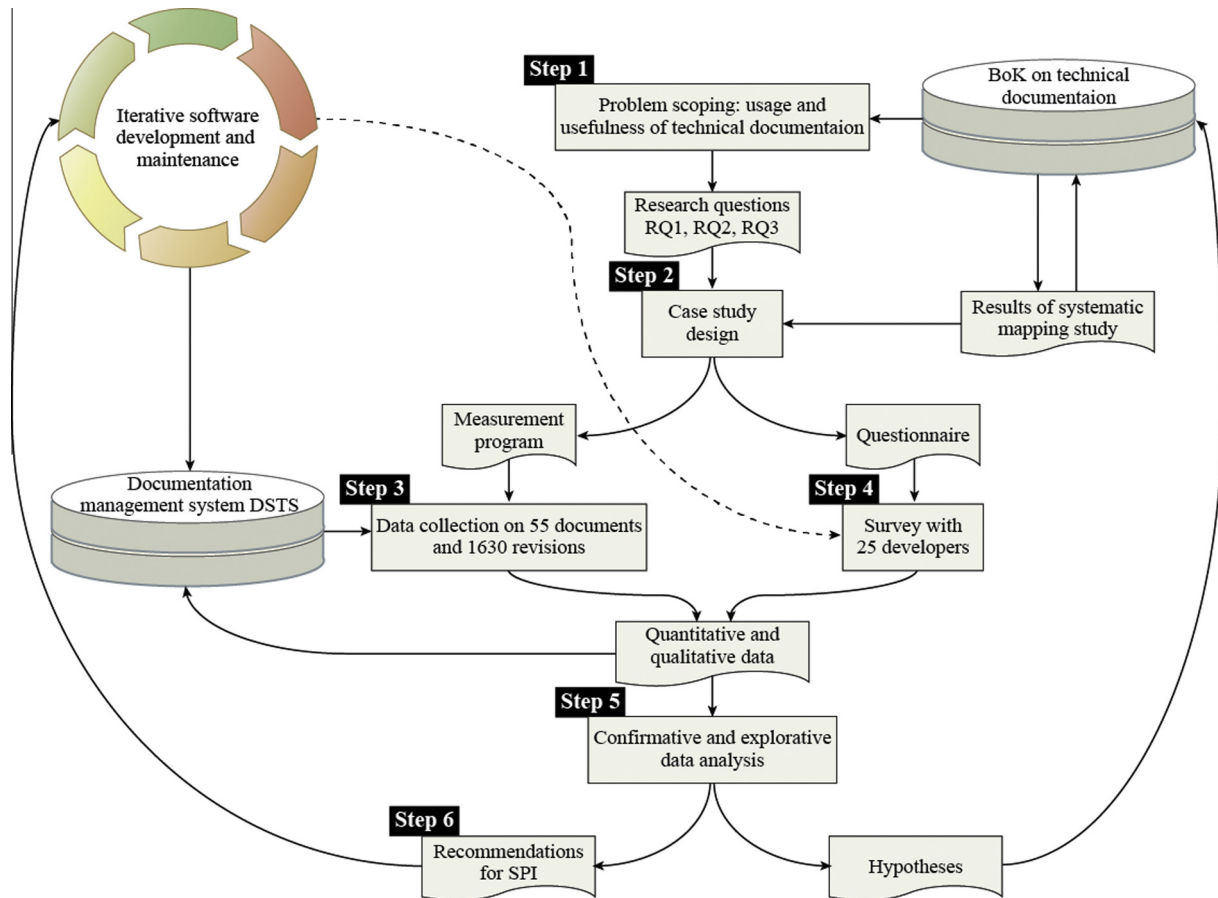 Step 1
BoK on technical
documentaion
Iterative software
development and
maintenance
Problem scoping: usage and
usefulness of technical documentaion
Research questions
RQ1, RQ2, RQ3
Step 2
Case study
design
Results of systematic
mapping study
Measurement
program
Questionnaire
Documentation
management system DSTS
Step 3
Step 4
Data collection on 55 documents
and 1630 revisions
Survey with
25 developers
Quantitative and
qualitative data
Step 5
Confirmative and explorative
data analysis
Step 6
Recommendations
for SPI
Hypotheses